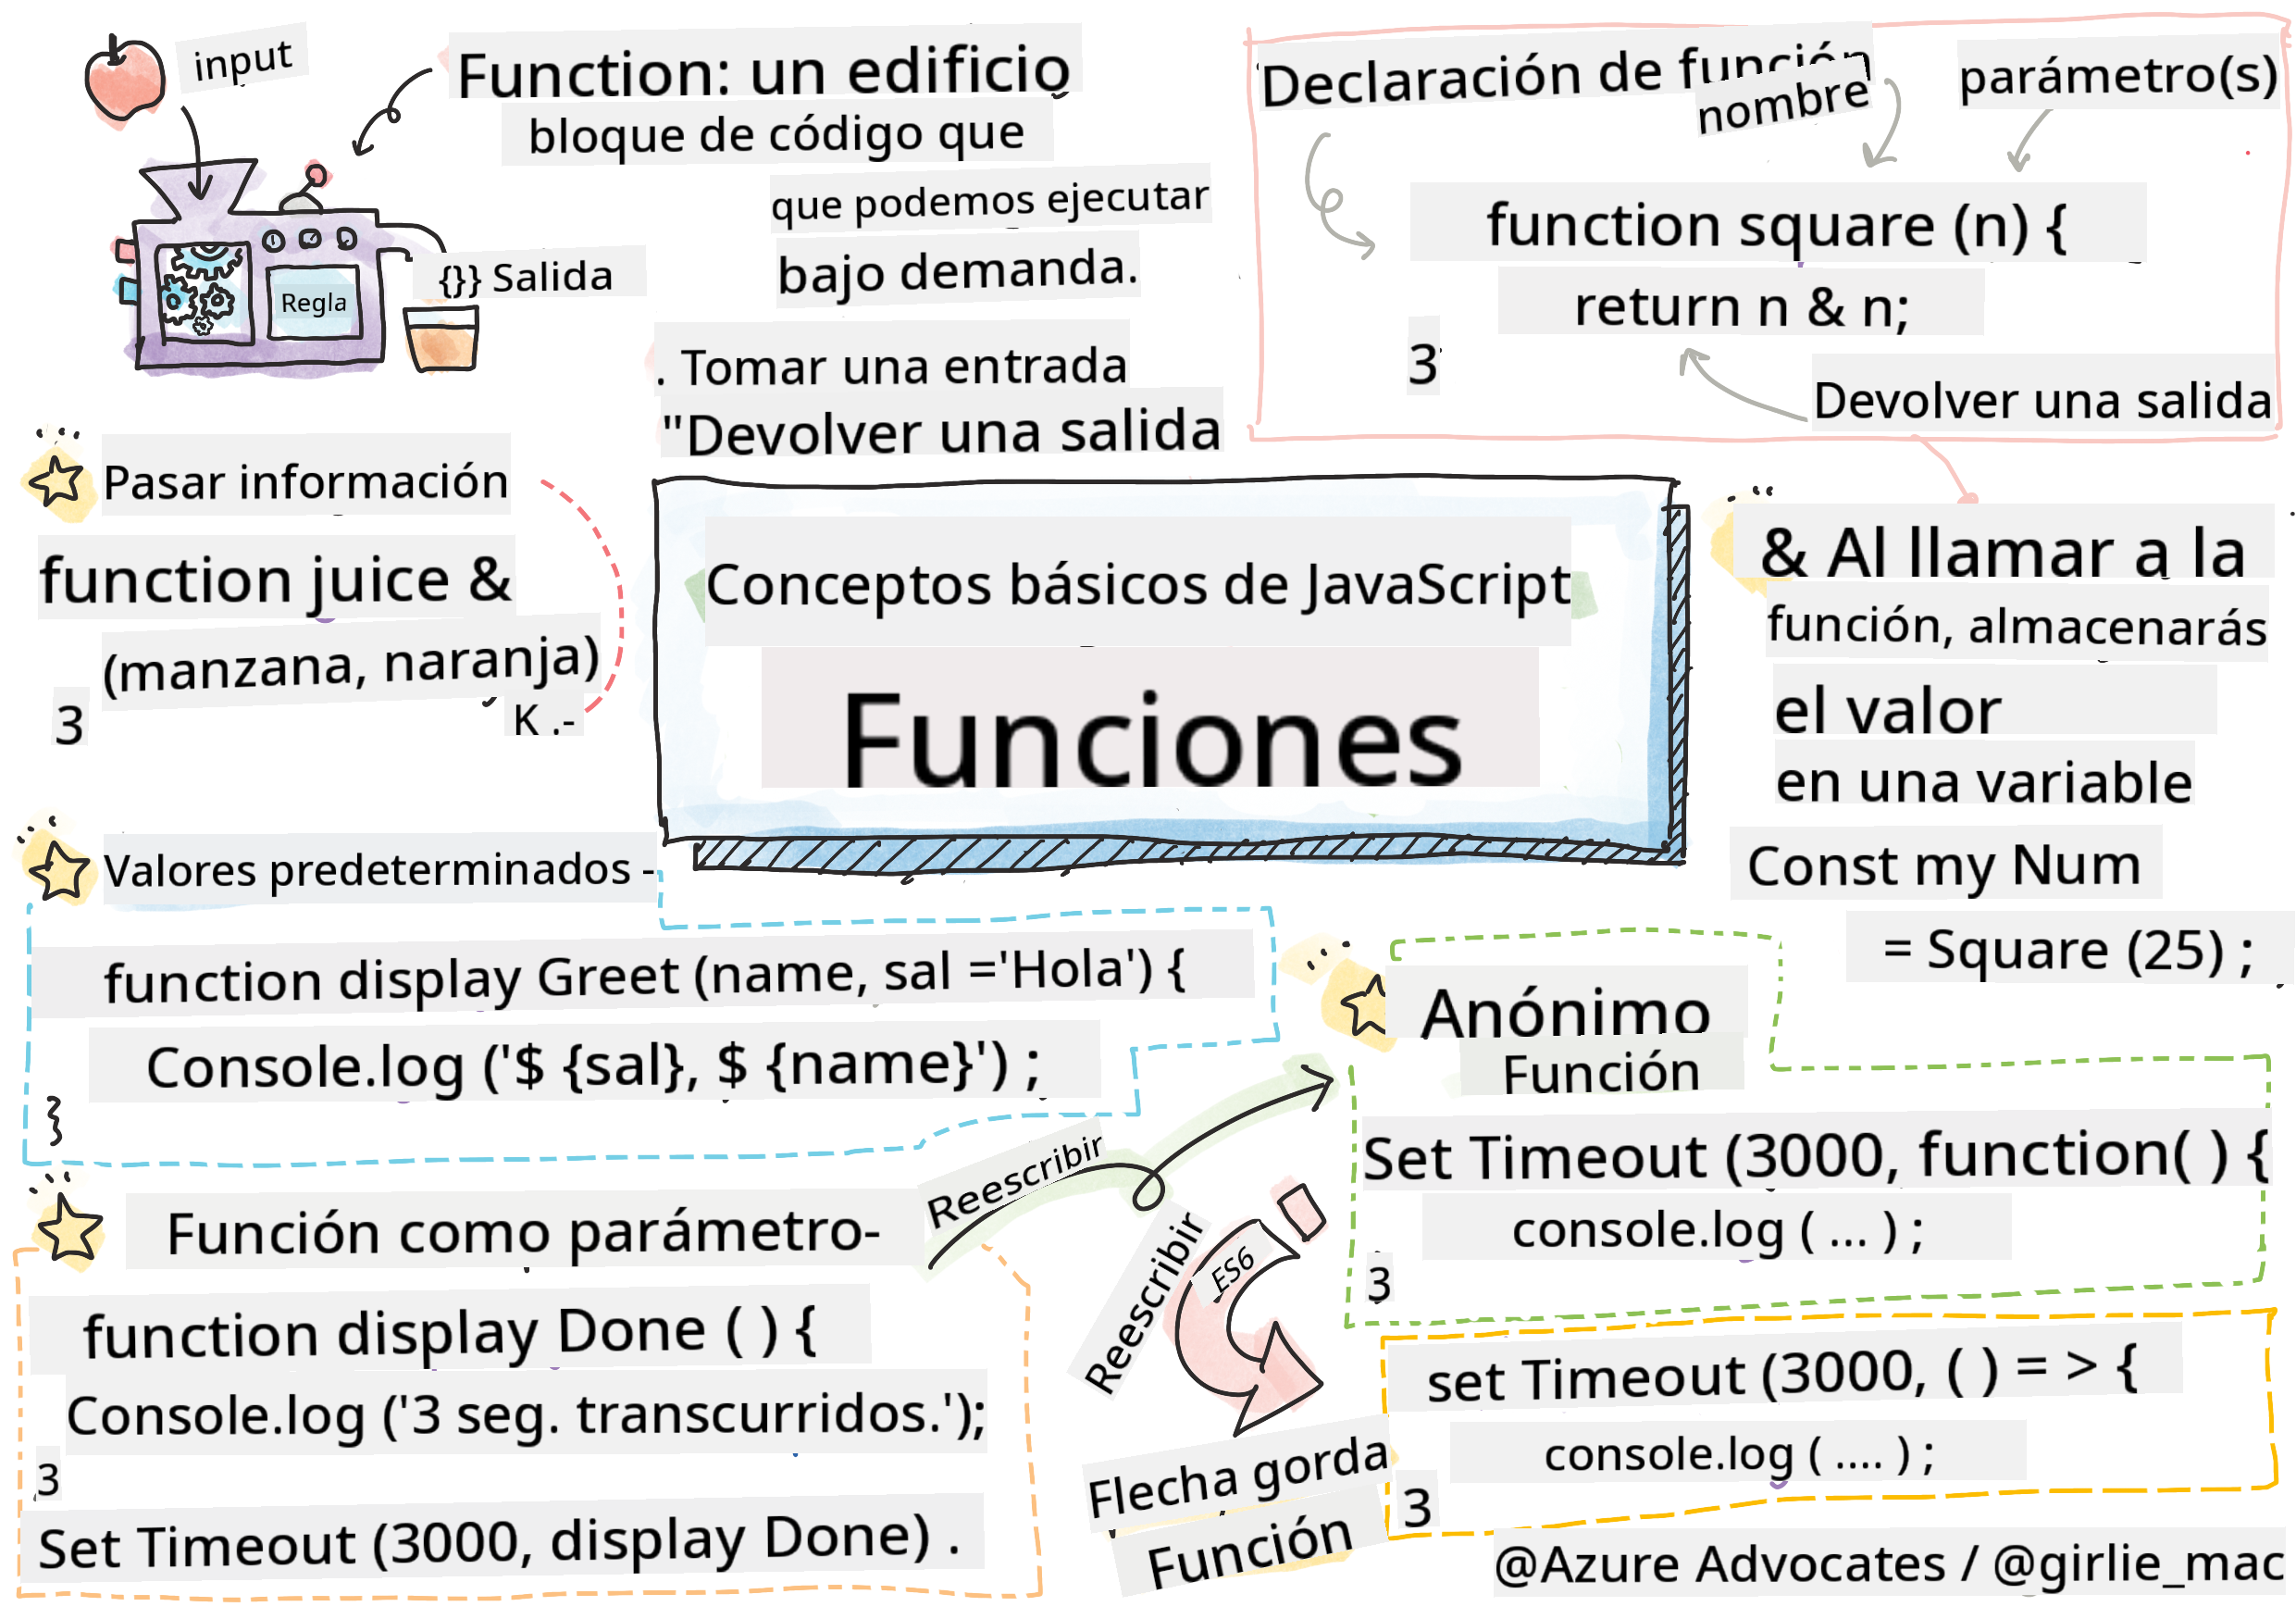 input
Function: un edificio
bloque de código que
que podemos ejecutar
bajo demanda.
{}} Salida
Regla
. Tomar una entrada
"Devolver una salida
Declaración de función
nombre
parámetro(s)
function square (n) {
return n & n;
3
Devolver una salida
Pasar información
function juice &
(manzana, naranja)
3
K .-
Conceptos básicos de JavaScript
Funciones
& Al llamar a la
función, almacenarás
el valor
en una variable
Const my Num
= Square (25) ;
Valores predeterminados -
function display Greet (name, sal ='Hola') {
Console.log ('$ {sal}, $ {name}') ;
}
Función como parámetro-
function display Done ( ) {
Console.log ('3 seg. transcurridos.');
3
Set Timeout (3000, display Done) .
Reescribir
Anónimo
Función
Set Timeout (3000, function( ) {
console.log ( ... ) ;
3
Reescribir
ES6
Flecha gorda
Función
set Timeout (3000, ( ) = > {
console.log ( .... ) ;
3
@Azure Advocates / @girlie_mac